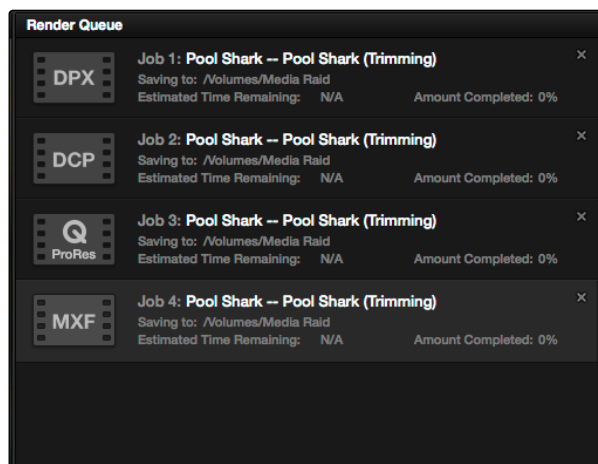 Render Queue
DPX
Job 1: Pool Shark -- Pool Shark (Trimming)
Saving to: /Volumes/Media Raid
Estimated Time Remaining: N/A Amount Completed: 0%
DCP
Job 2: Pool Shark -- Pool Shark (Trimming)
Saving to: /Volumes/Media Raid
Estimated Time Remaining: N/A Amount Completed: 0%
Q
ProRes
Job 3: Pool Shark -- Pool Shark (Trimming)
Saving to: /Volumes/Media Raid
Estimated Time Remaining: N/A Amount Completed: 0%
MXF
Job 4: Pool Shark -- Pool Shark (Trimming)
Saving to: /Volumes/Media Raid
Estimated Time Remaining: N/A Amount Completed: 0%